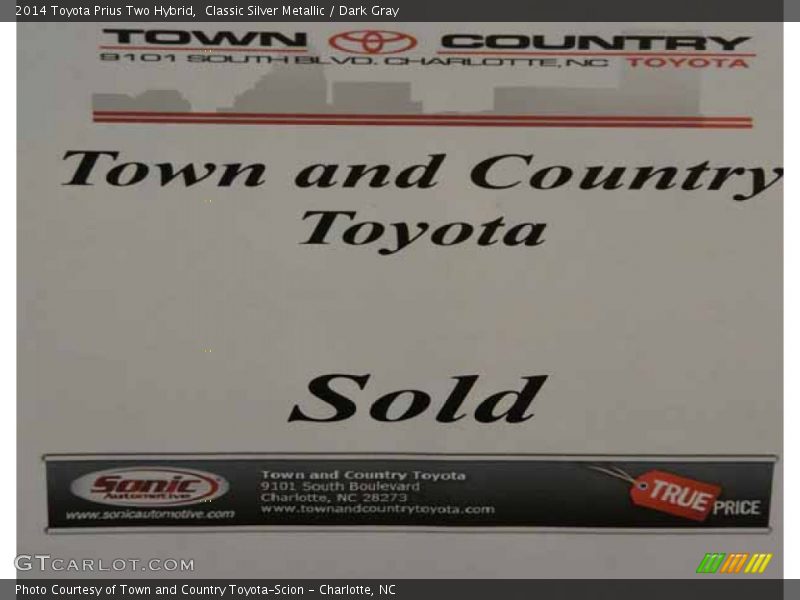 2014 Toyota Prius Two Hybrid, Classic Silver Metallic / Dark Gray
TOWN COUNTRY
9101 SOUTH BLVD. CHARLOTTE, NC TOYOTA
Town and Country
Toyota
Sold
Sonic
Automotive
www.sonicautomotive.com
Town and Country Toyota
9101 South Boulevard
Charlotte, NC 28273
www.townandcountrytoyota.com
TRUE PRICE
GTCARLOT.COM
Photo Courtesy of Town and Country Toyota-Scion - Charlotte, NC